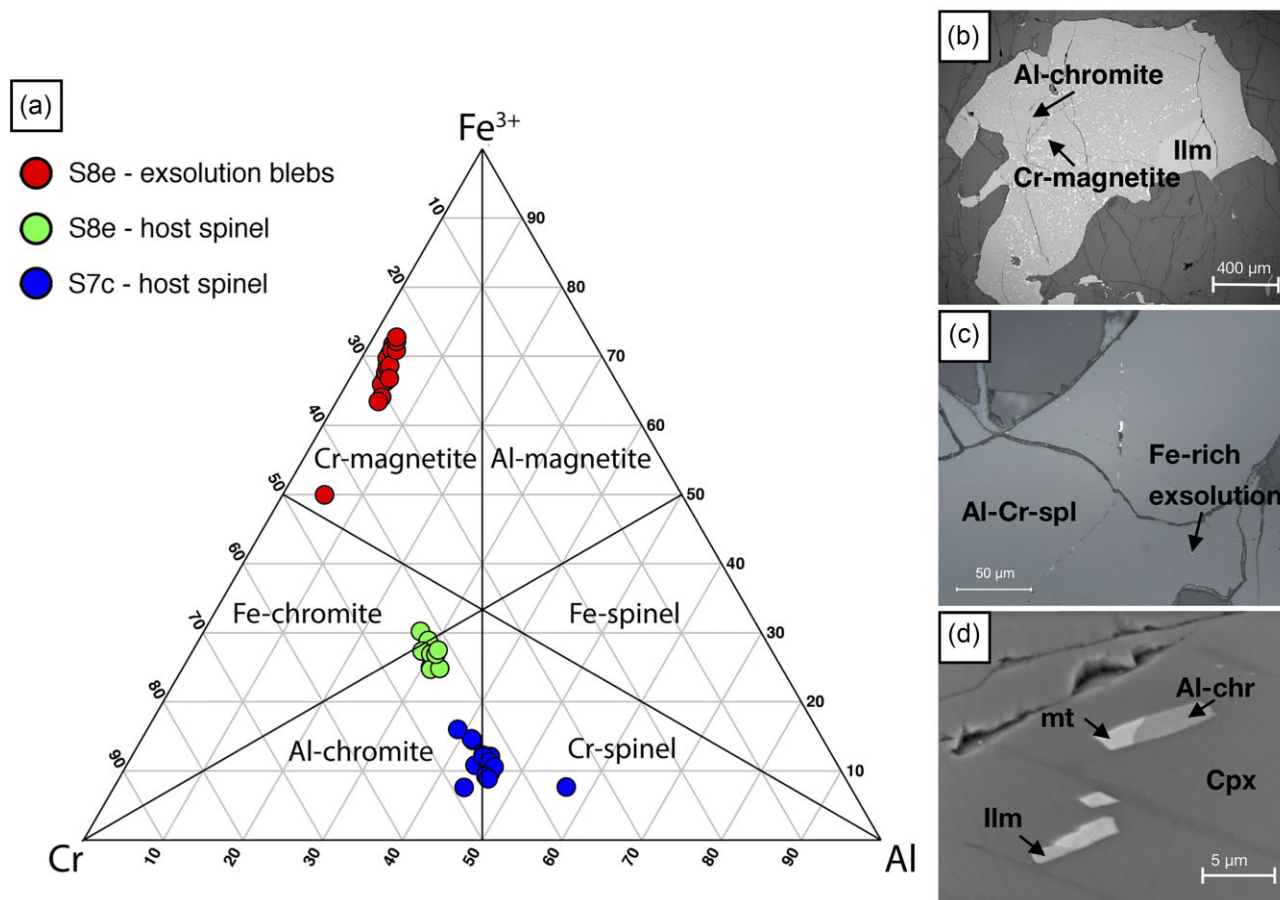 (a)
S8e - exsolution blebs
S8e - host spinel
S7c - host spinel
Fe3+
10
20
30
40
50
60
70
80
90
90
80
70
60
50
40
30
20
10
Cr-magnetite
Al-magnetite
Fe-chromite
Fe-spinel
Al-chromite
Cr-spinel
Cr
10
20
30
40
50
60
70
80
90
Al
(b)
Al-chromite
Cr-magnetite
Ilm
400 µm
(c)
Fe-rich
exsolution
Al-Cr-spl
50 µm
(d)
Al-chr
mt
Cpx
Ilm
5 µm